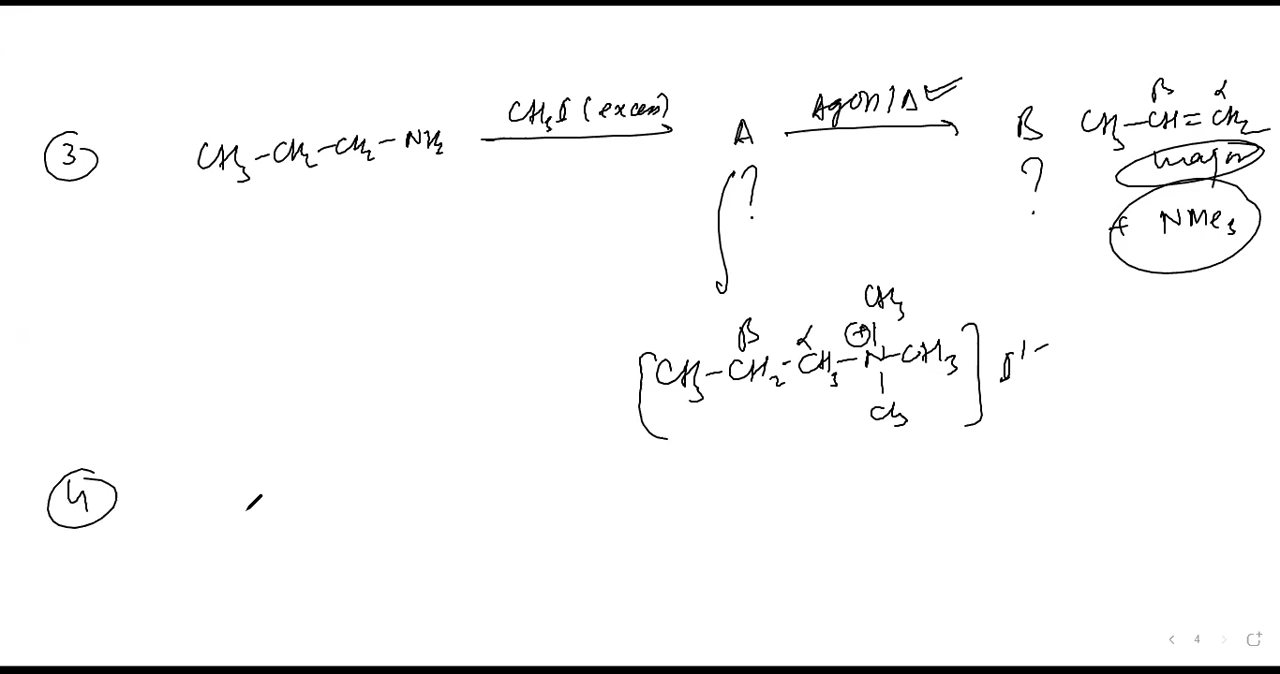 ③ CH₃-CH₂-CH₂-NH₂ CH₃I (excess) A AgOH/Δ B CH₃-CH=CH₂
β α
? ? major
+ NMe₃
CH₃
β α ⊕
[CH₃-CH₂-CH₃-N-CH₃] I⁻
CH₃
④
4